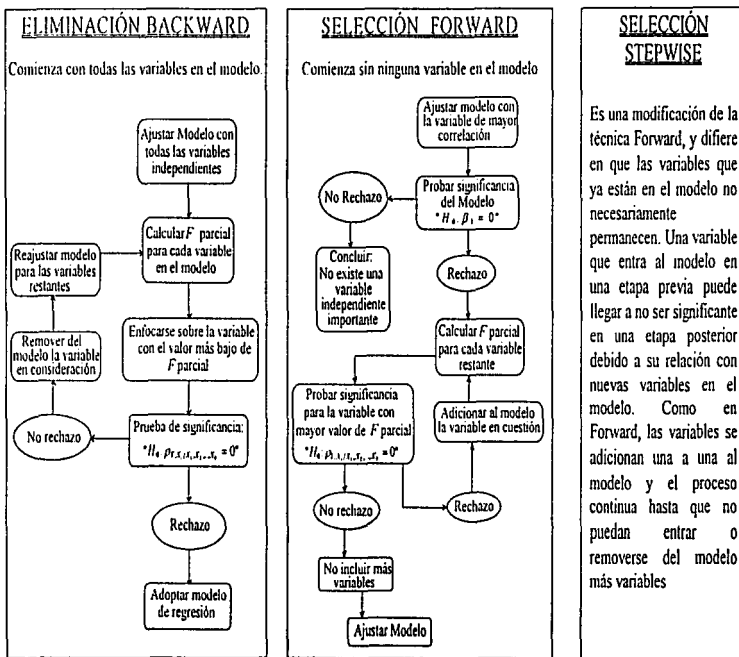 ELIMINACIÓN BACKWARD
Comienza con todas las variables en el modelo
Ajustar Modelo con
todas las variables
independientes
Calcular F parcial
para cada variable
en el modelo
Reajustar modelo
para las variables
restantes
Enfocarse sobre la variable
con el valor más bajo de
F parcial
Remover del
modelo la variable
en consideración
Prueba de significancia:
No rechazo
Rechazo
Adoptar modelo
de regresión
SELECCIÓN FORWARD
Comienza sin ninguna variable en el modelo
Ajustar modelo con
la variable de mayor
correlación
No Rechazo
Probar significancia
del Modelo
"H₀. β₁ = 0"
Concluir:
No existe una
variable
independiente
importante
Rechazo
Calcular F parcial
para cada variable
restante
Probar significancia
para la variable con
mayor valor de F parcial
Adicionar al modelo
la variable en cuestión
No rechazo
Rechazo
No incluir más
variables
Ajustar Modelo
SELECCIÓN
STEPWISE
Es una modificación de la
técnica Forward, y difiere
en que las variables que
ya están en el modelo no
necesariamente
permanecen. Una variable
que entra al modelo en
una etapa previa puede
llegar a no ser significante
en una etapa posterior
debido a su relación con
nuevas variables en el
modelo. Como en
Forward, las variables se
adicionan una a una al
modelo y el proceso
continua hasta que no
puedan entrar o
removerse del modelo
más variables